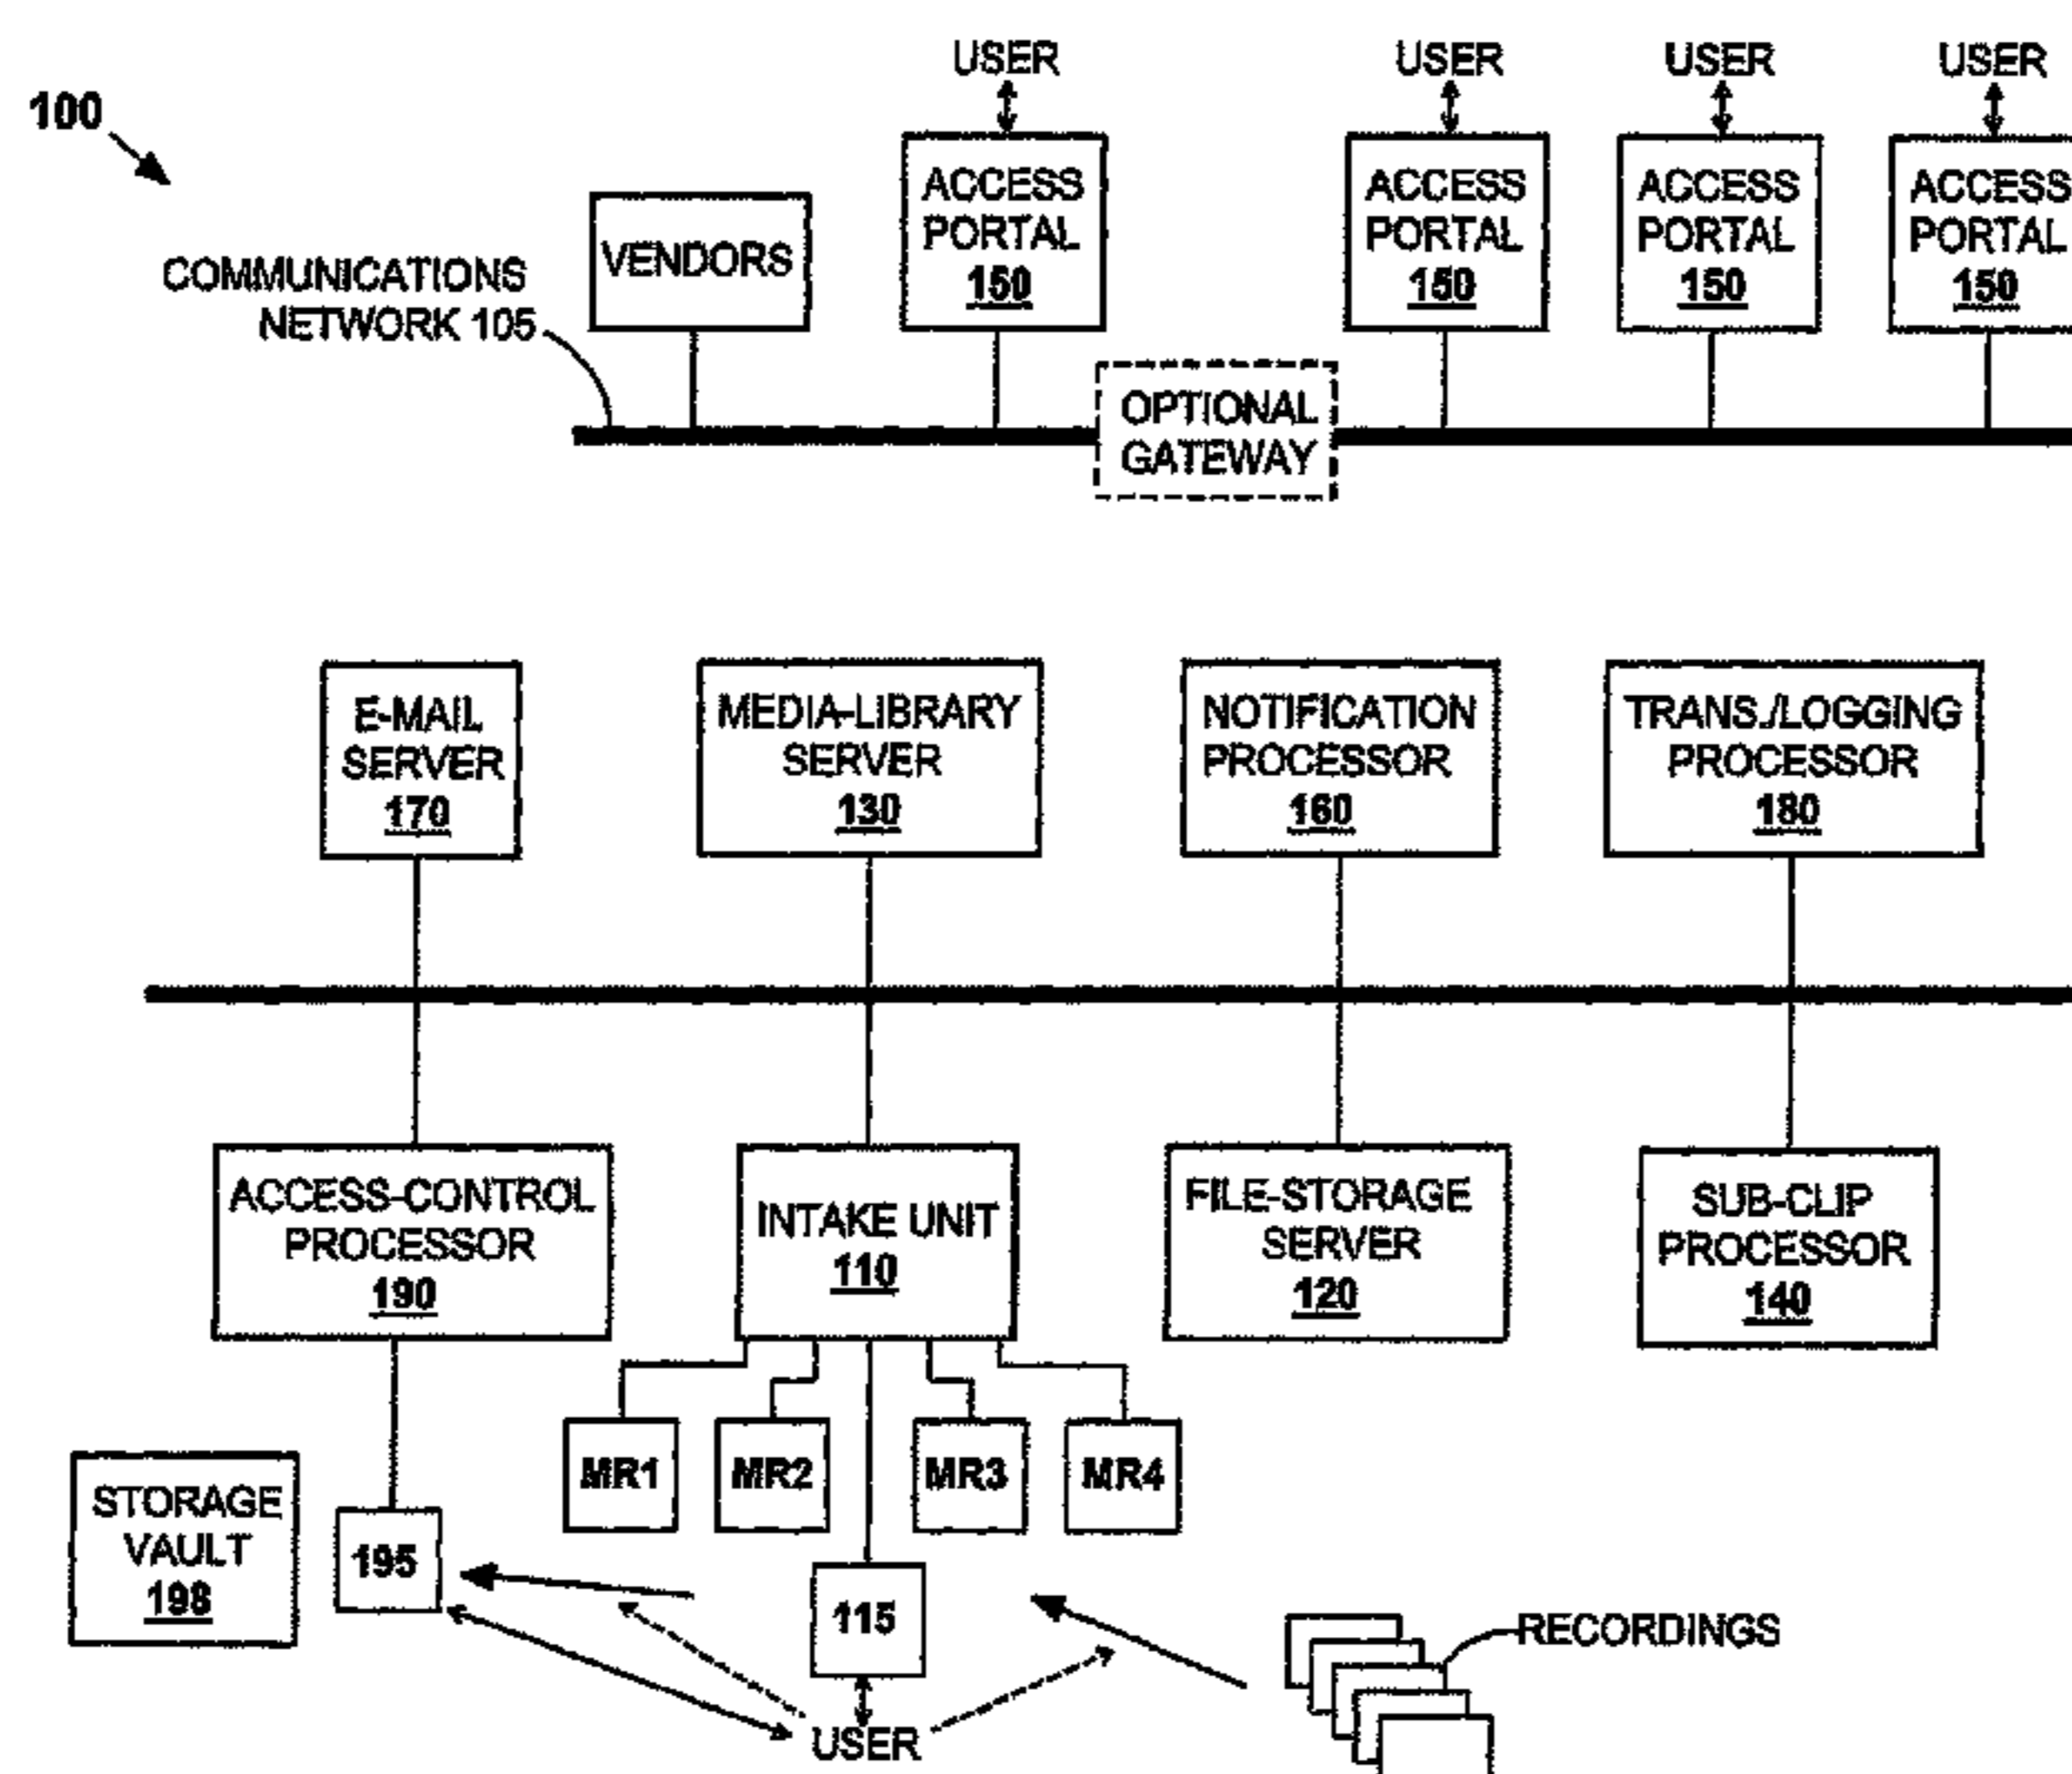 100
USER
USER
USER
USER
COMMUNICATIONS
NETWORK 105
VENDORS
ACCESS
PORTAL
150
ACCESS
PORTAL
150
ACCESS
PORTAL
150
ACCESS
PORTAL
150
OPTIONAL
GATEWAY
E-MAIL
SERVER
170
MEDIA-LIBRARY
SERVER
130
NOTIFICATION
PROCESSOR
160
TRANS./LOGGING
PROCESSOR
180
ACCESS-CONTROL
PROCESSOR
190
INTAKE UNIT
110
FILE-STORAGE
SERVER
120
SUB-CLIP
PROCESSOR
140
MR1
MR2
MR3
MR4
STORAGE
VAULT
198
195
115
RECORDINGS
USER